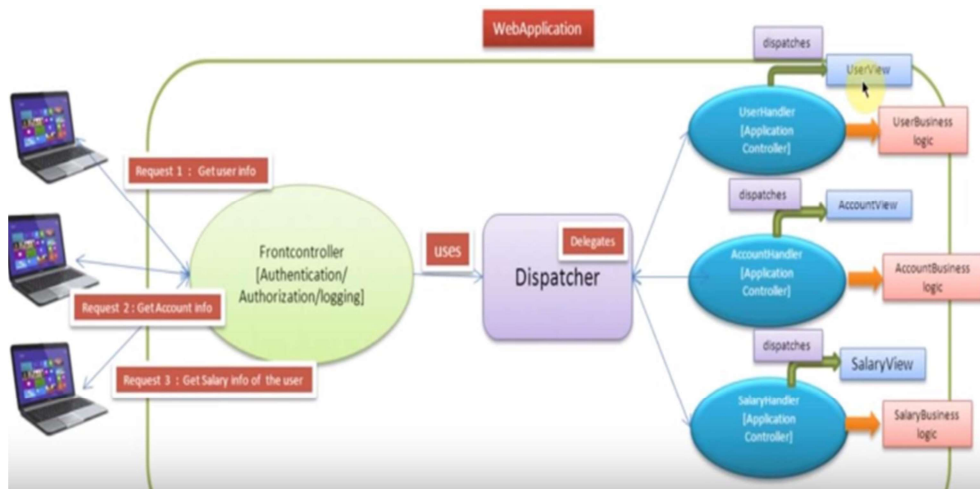 WebApplication
dispatches
UserView
UserHandler
[Application
Controller]
UserBusiness
logic
Request 1 : Get user info
dispatches
AccountView
Frontcontroller
[Authentication/
Authorization/logging]
uses
Dispatcher
Delegates
AccountHandler
[Application
Controller]
AccountBusiness
logic
Request 2 : Get Account info
dispatches
SalaryView
Request 3 : Get Salary info of the user
SalaryHandler
[Application
Controller]
SalaryBusiness
logic